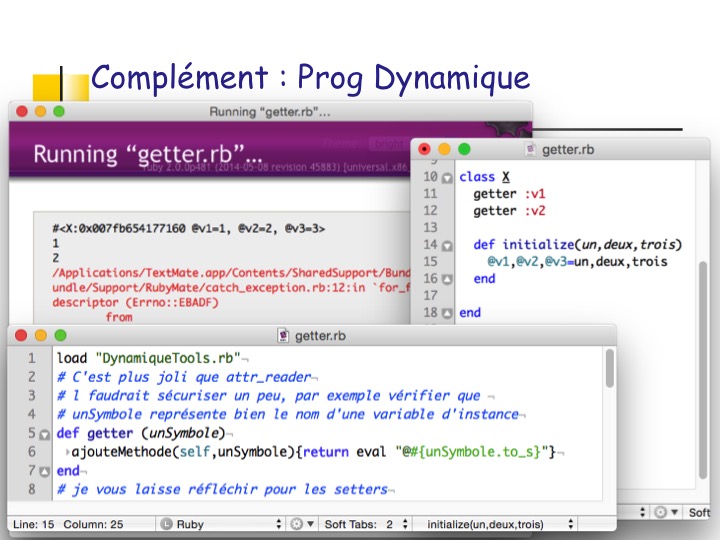 Complément : Prog Dynamique
Running "getter.rb"…
Running "getter.rb"…
Theme: bright
ruby 2.0.0p481 (2014-05-08 revision 45883) [universal.x86_
#<X:0x007fb654177160 @v1=1, @v2=2, @v3=3>
1
2
/Applications/TextMate.app/Contents/SharedSupport/Bund
undle/Support/RubyMate/catch_exception.rb:12:in `for_f
descriptor (Errno::EBADF)
from
getter.rb
10 class X
11 getter :v1
12 getter :v2
13
14 def initialize(un,deux,trois)
15 @v1,@v2,@v3=un,deux,trois
16 end
17
18 end
Soft
getter.rb
1 load "DynamiqueTools.rb"¬
2 # C'est plus joli que attr_reader¬
3 # l faudrait sécuriser un peu, par exemple vérifier que ¬
4 # unSymbole représente bien le nom d'une variable d'instance¬
5 def getter (unSymbole)¬
6 ajouteMethode(self,unSymbole){return eval "@#{unSymbole.to_s}"}¬
7 end¬
8 # je vous laisse réfléchir pour les setters¬
Line: 15 Column: 25 Ruby Soft Tabs: 2 initialize(un,deux,trois)